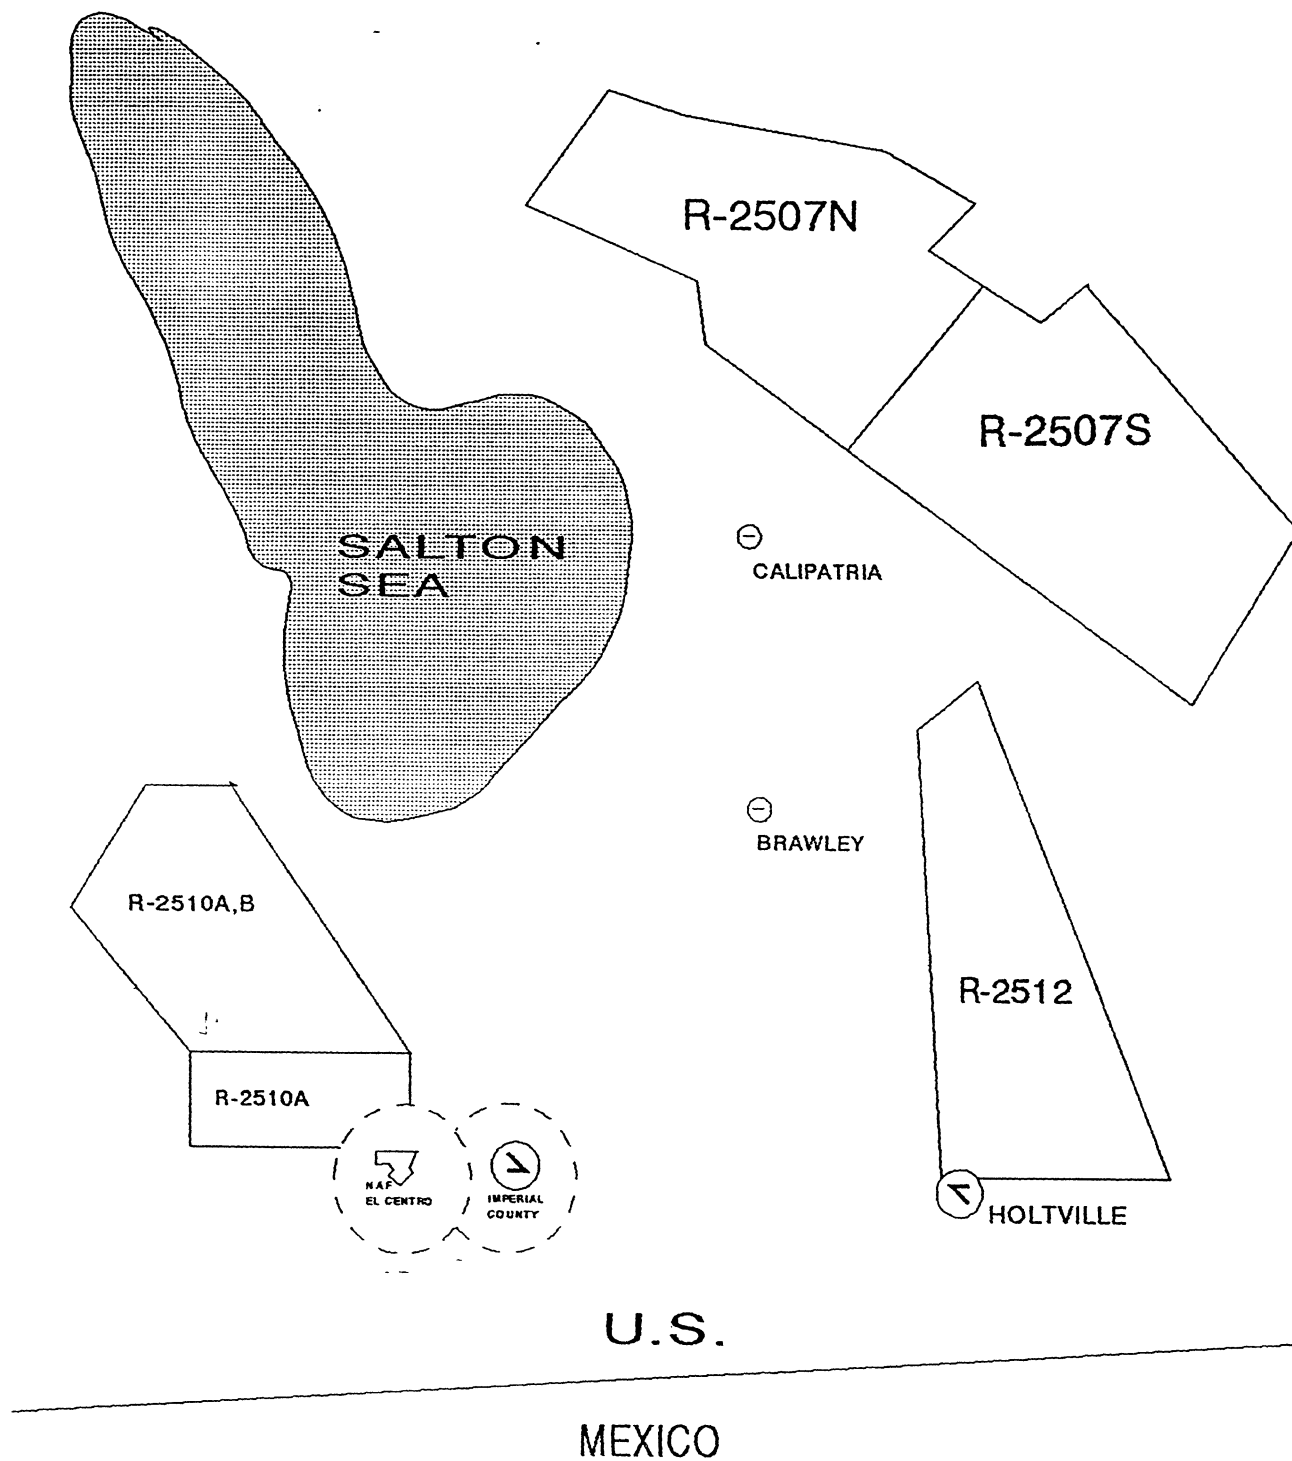 R-2507N
R-2507S
SALTON
SEA
CALIPATRIA
BRAWLEY
R-2510A,B
R-2512
R-2510A
NAF
EL CENTRO
IMPERIAL
COUNTY
HOLTVILLE
U.S.
MEXICO